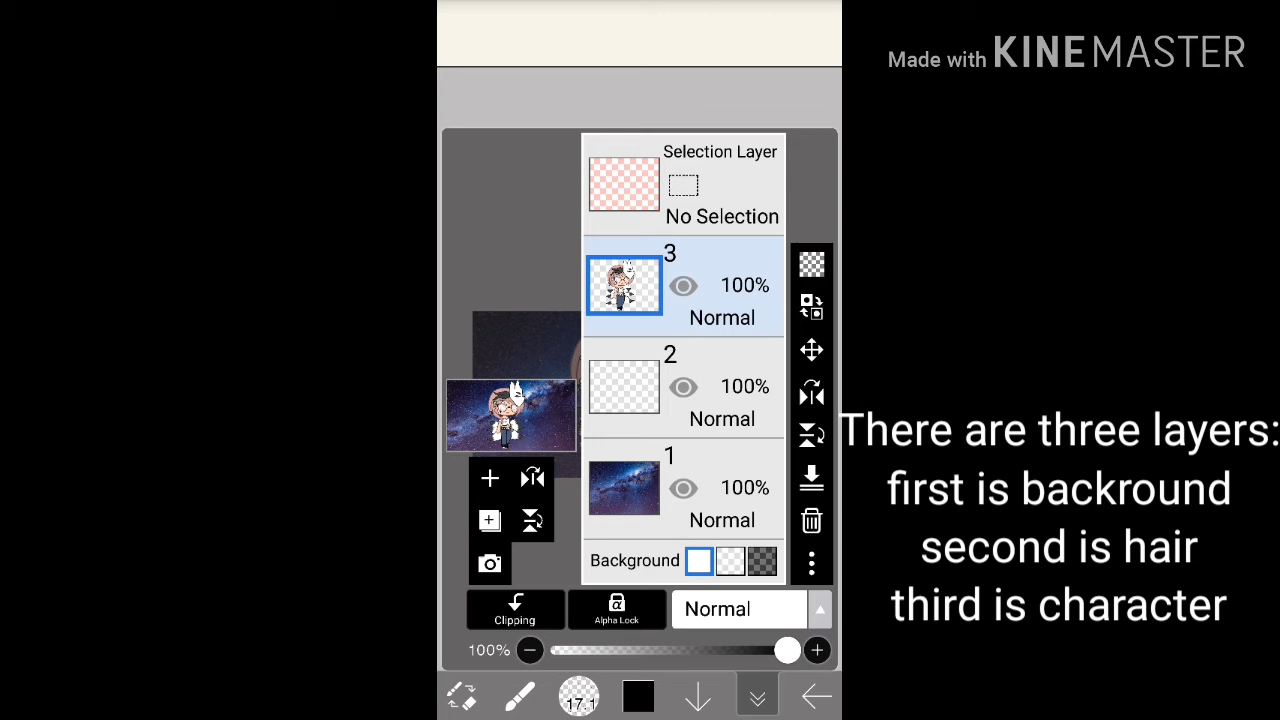 Made with KINEMASTER
Selection Layer
No Selection
3
100%
Normal
2
100%
Normal
1
100%
Normal
Background
Clipping
α
Alpha Lock
Normal
100%
17.1
There are three layers:
first is backround
second is hair
third is character